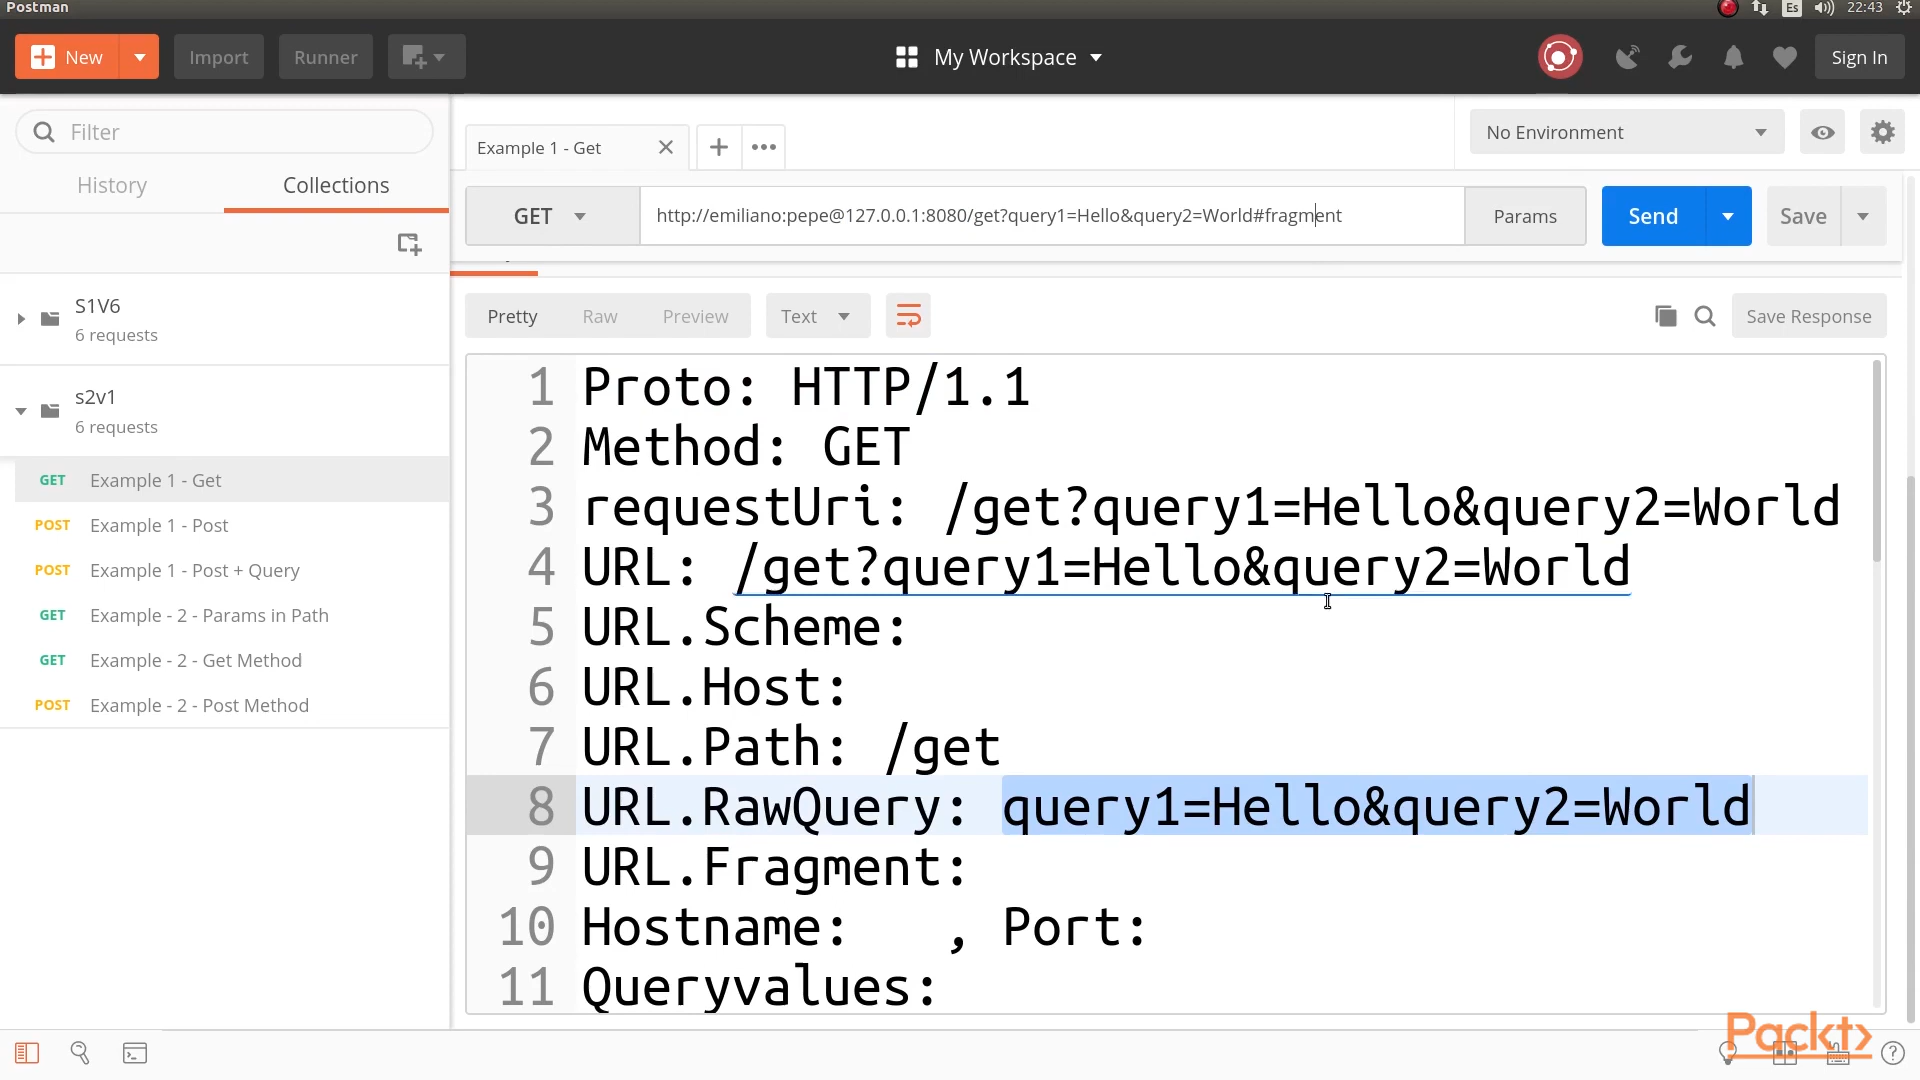 Postman
Es
22:43
New
Import
Runner
My Workspace
Sign In
Filter
History
Collections
S1V6
6 requests
s2v1
6 requests
GET Example 1 - Get
POST Example 1 - Post
POST Example 1 - Post + Query
GET Example - 2 - Params in Path
GET Example - 2 - Get Method
POST Example - 2 - Post Method
Example 1 - Get
No Environment
GET
http://emiliano:pepe@127.0.0.1:8080/get?query1=Hello&query2=World#fragment
Params
Send
Save
Pretty
Raw
Preview
Text
Save Response
1 Proto: HTTP/1.1
2 Method: GET
3 requestUri: /get?query1=Hello&query2=World
4 URL: /get?query1=Hello&query2=World
5 URL.Scheme:
6 URL.Host:
7 URL.Path: /get
8 URL.RawQuery: query1=Hello&query2=World
9 URL.Fragment:
10 Hostname: , Port:
11 Queryvalues:
Packt>